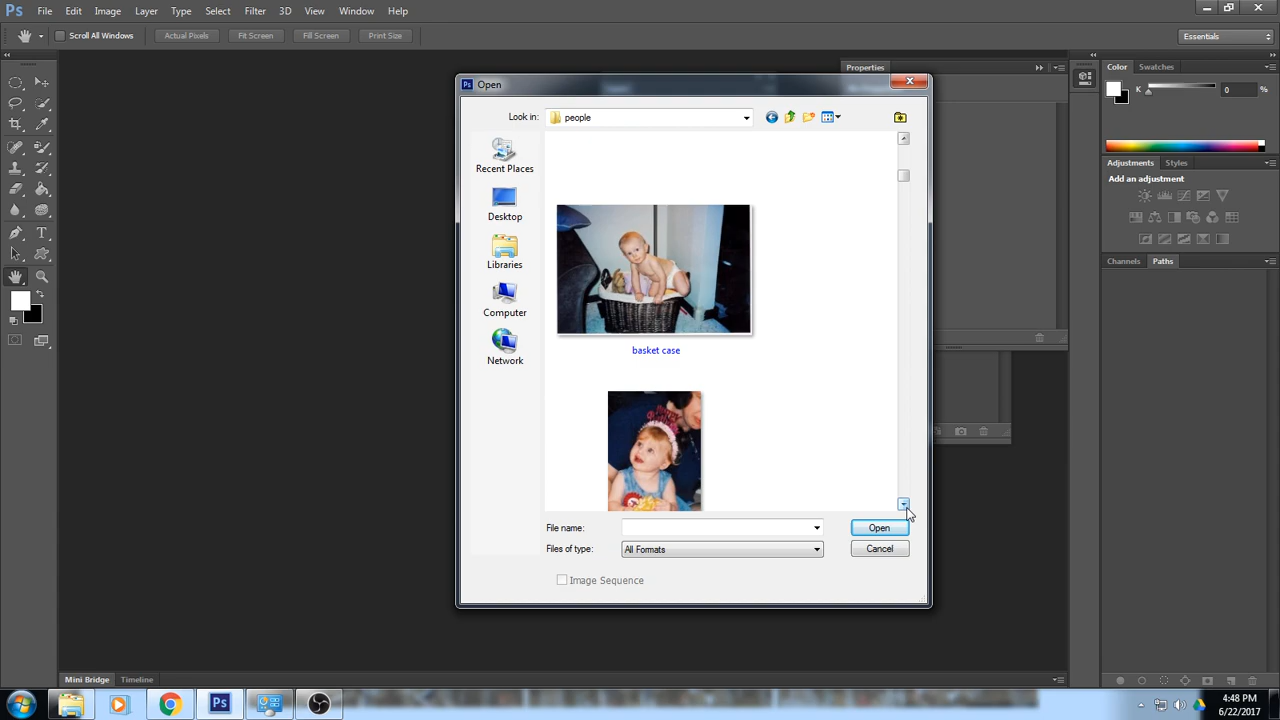 Ps File Edit Image Layer Type Select Filter 3D View Window Help
Scroll All Windows Actual Pixels Fit Screen Fill Screen Print Size Essentials
Properties
Color Swatches
K 0 %
Adjustments Styles
Add an adjustment
Channels Paths
Ps Open
Look in: people
Recent Places
Desktop
Libraries
Computer
Network
basket case
File name: Open
Files of type: All Formats Cancel
Image Sequence
Mini Bridge Timeline
Ps
4:48 PM
6/22/2017